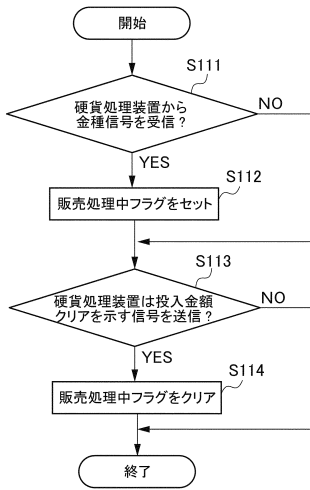 開始
S111
硬貨処理装置から
金種信号を受信?
NO
YES
S112
販売処理中フラグをセット
S113
硬貨処理装置は投入金額
クリアを示す信号を送信?
NO
YES
S114
販売処理中フラグをクリア
終了